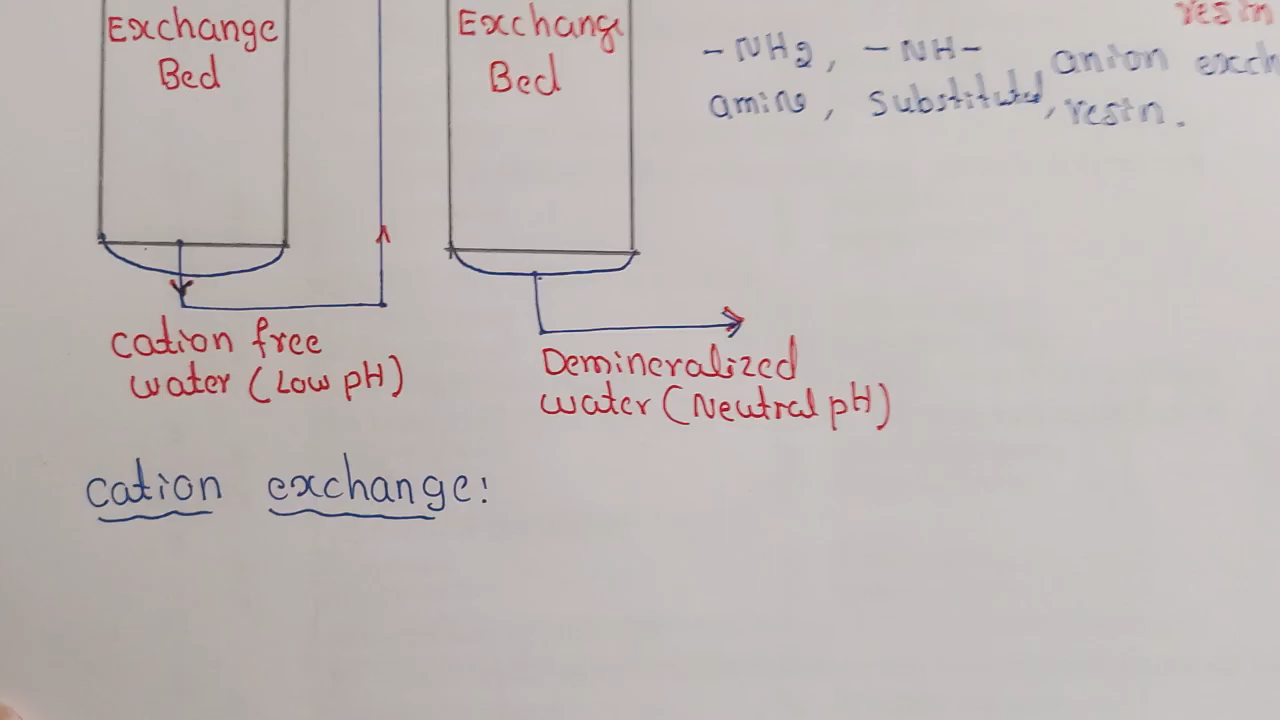 Exchange
Bed
Exchange
Bed
resin
-NH2, -NH- anion exch
amine, substituted, resin.
cation free
water (Low pH)
Demineralized
water (Neutral pH)
cation exchange: